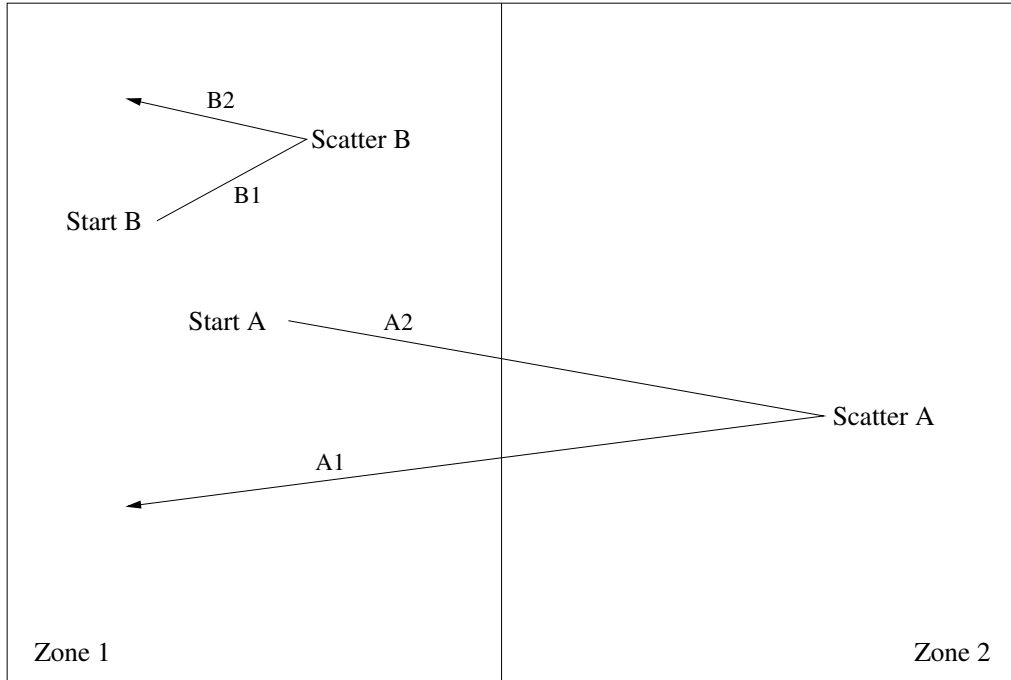 B2
Scatter B
B1
Start B
Start A
A2
Scatter A
A1
Zone 1
Zone 2